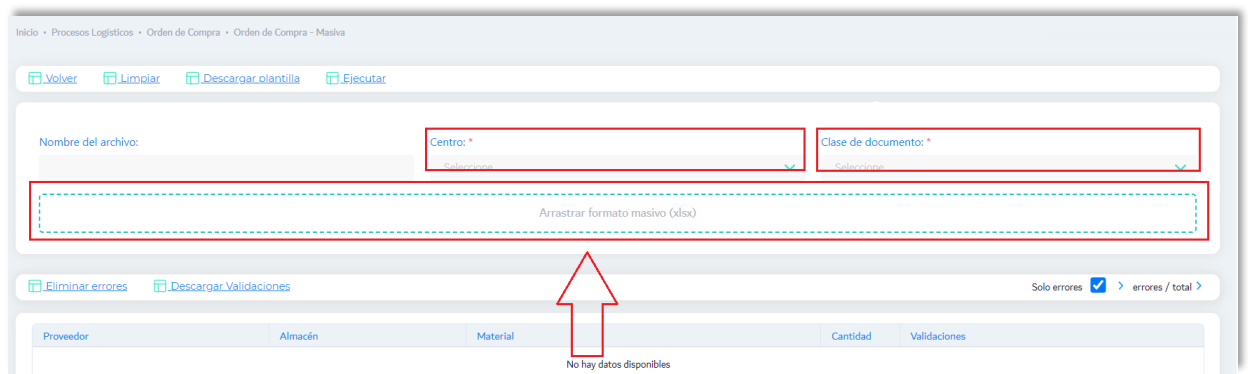 Inicio • Procesos Logísticos • Orden de Compra • Orden de Compra - Masiva
Volver Limpiar Descargar plantilla Ejecutar
Nombre del archivo: Centro: * Clase de documento: *
Seleccione Seleccione
Arrastrar formato masivo (xlsx)
Eliminar errores Descargar Validaciones Solo errores > errores / total >
Proveedor Almacén Material Cantidad Validaciones
No hay datos disponibles